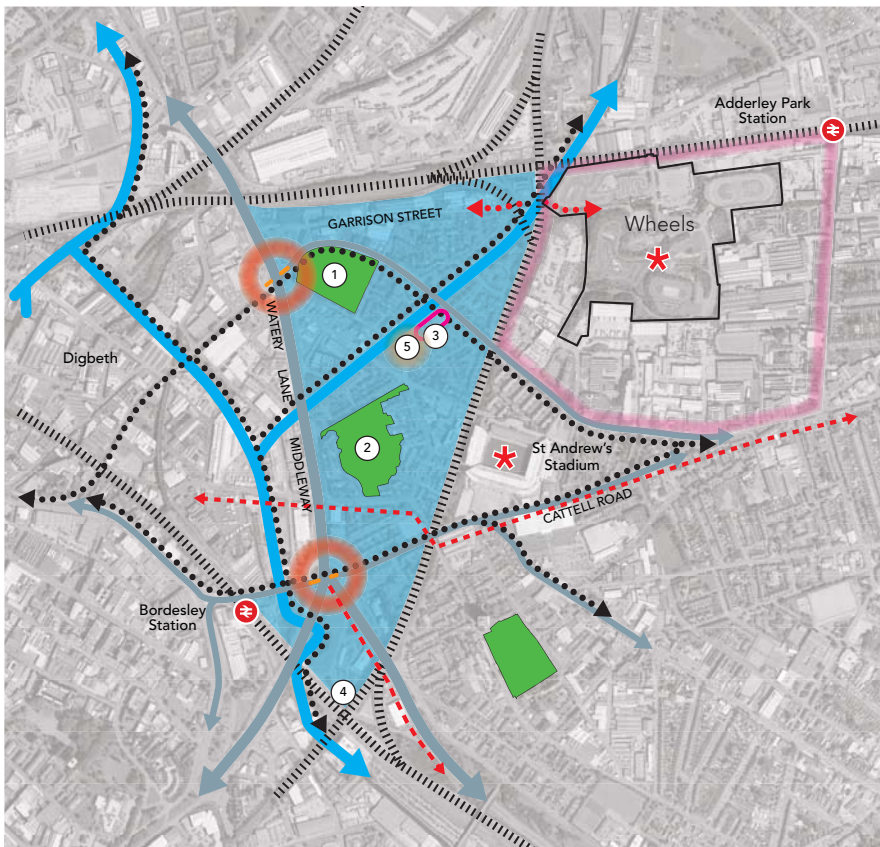 Adderley Park
Station
GARRISON STREET
Wheels
1
WATERY LANE MIDDLEWAY
3
5
Digbeth
2
St Andrew's
Stadium
CATTELL ROAD
Bordesley
Station
4